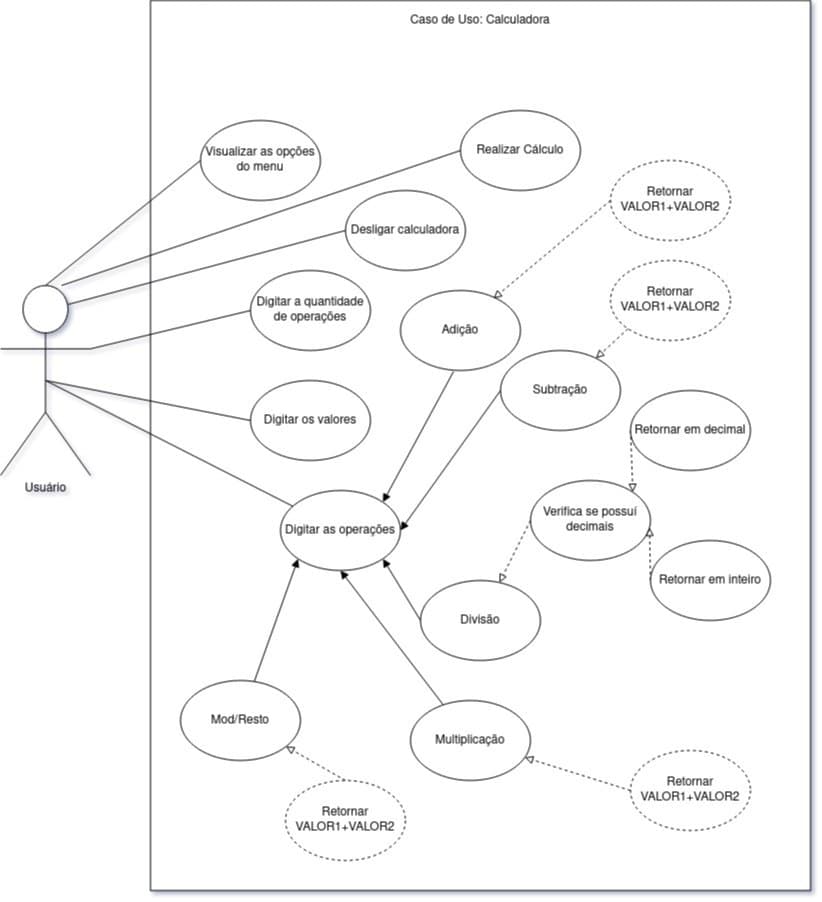 Caso de Uso: Calculadora
Visualizar as opções
do menu
Realizar Cálculo
Retornar
VALOR1+VALOR2
Desligar calculadora
Digitar a quantidade
de operações
Retornar
VALOR1+VALOR2
Adição
Subtração
Digitar os valores
Retornar em decimal
Usuário
Digitar as operações
Verifica se possuí
decimais
Retornar em inteiro
Divisão
Mod/Resto
Multiplicação
Retornar
VALOR1+VALOR2
Retornar
VALOR1+VALOR2